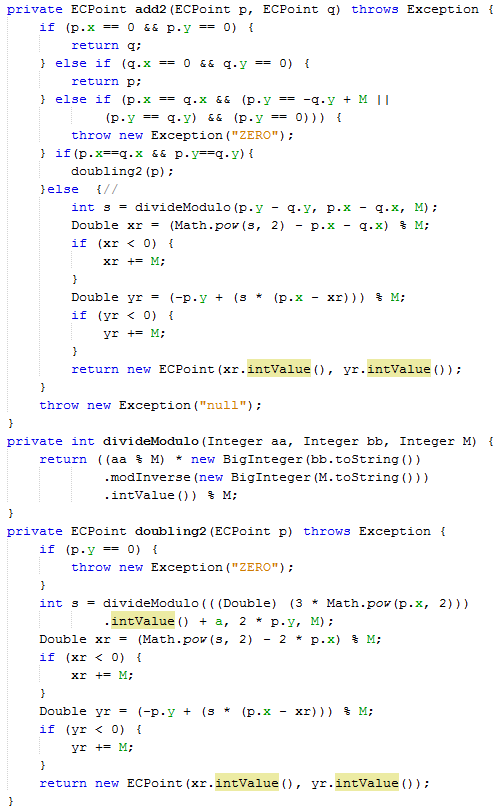 private ECPoint add2(ECPoint p, ECPoint q) throws Exception {
    if (p.x == 0 && p.y == 0) {
        return q;
    } else if (q.x == 0 && q.y == 0) {
        return p;
    } else if (p.x == q.x && (p.y == -q.y + M ||
            (p.y == q.y) && (p.y == 0))) {
        throw new Exception("ZERO");
    } if(p.x==q.x && p.y==q.y){
        doubling2(p);
    }else  {//
        int s = divideModulo(p.y - q.y, p.x - q.x, M);
        Double xr = (Math.pow(s, 2) - p.x - q.x) % M;
        if (xr < 0) {
            xr += M;
        }
        Double yr = (-p.y + (s * (p.x - xr))) % M;
        if (yr < 0) {
            yr += M;
        }
        return new ECPoint(xr.intValue(), yr.intValue());
    }
    throw new Exception("null");
}
private int divideModulo(Integer aa, Integer bb, Integer M) {
    return ((aa % M) * new BigInteger(bb.toString())
            .modInverse(new BigInteger(M.toString()))
            .intValue()) % M;
}
private ECPoint doubling2(ECPoint p) throws Exception {
    if (p.y == 0) {
        throw new Exception("ZERO");
    }
    int s = divideModulo(((Double) (3 * Math.pow(p.x, 2)))
            .intValue() + a, 2 * p.y, M);
    Double xr = (Math.pow(s, 2) - 2 * p.x) % M;
    if (xr < 0) {
        xr += M;
    }
    Double yr = (-p.y + (s * (p.x - xr))) % M;
    if (yr < 0) {
        yr += M;
    }
    return new ECPoint(xr.intValue(), yr.intValue());
}